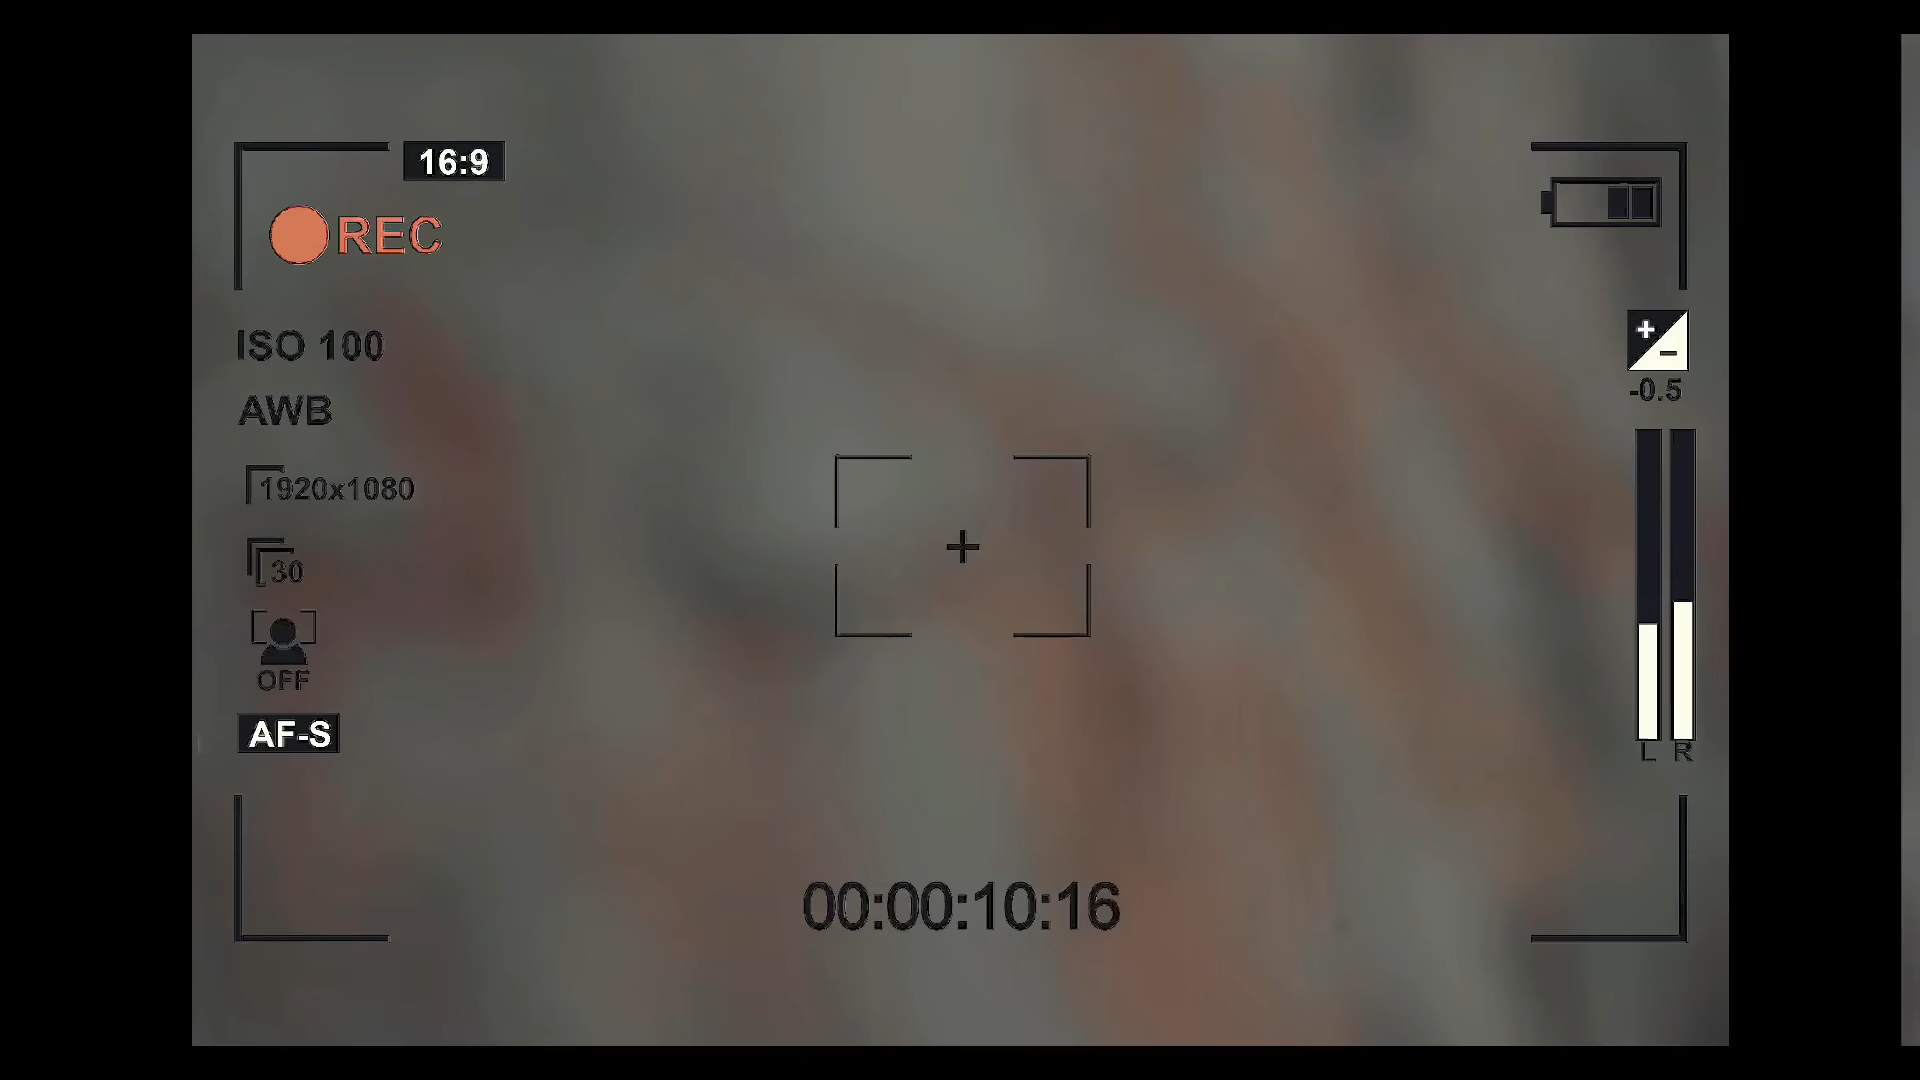 16:9
REC
ISO 100
AWB
1920x1080
30
OFF
AF-S
+
-
-0.5
L R
00:00:10:16